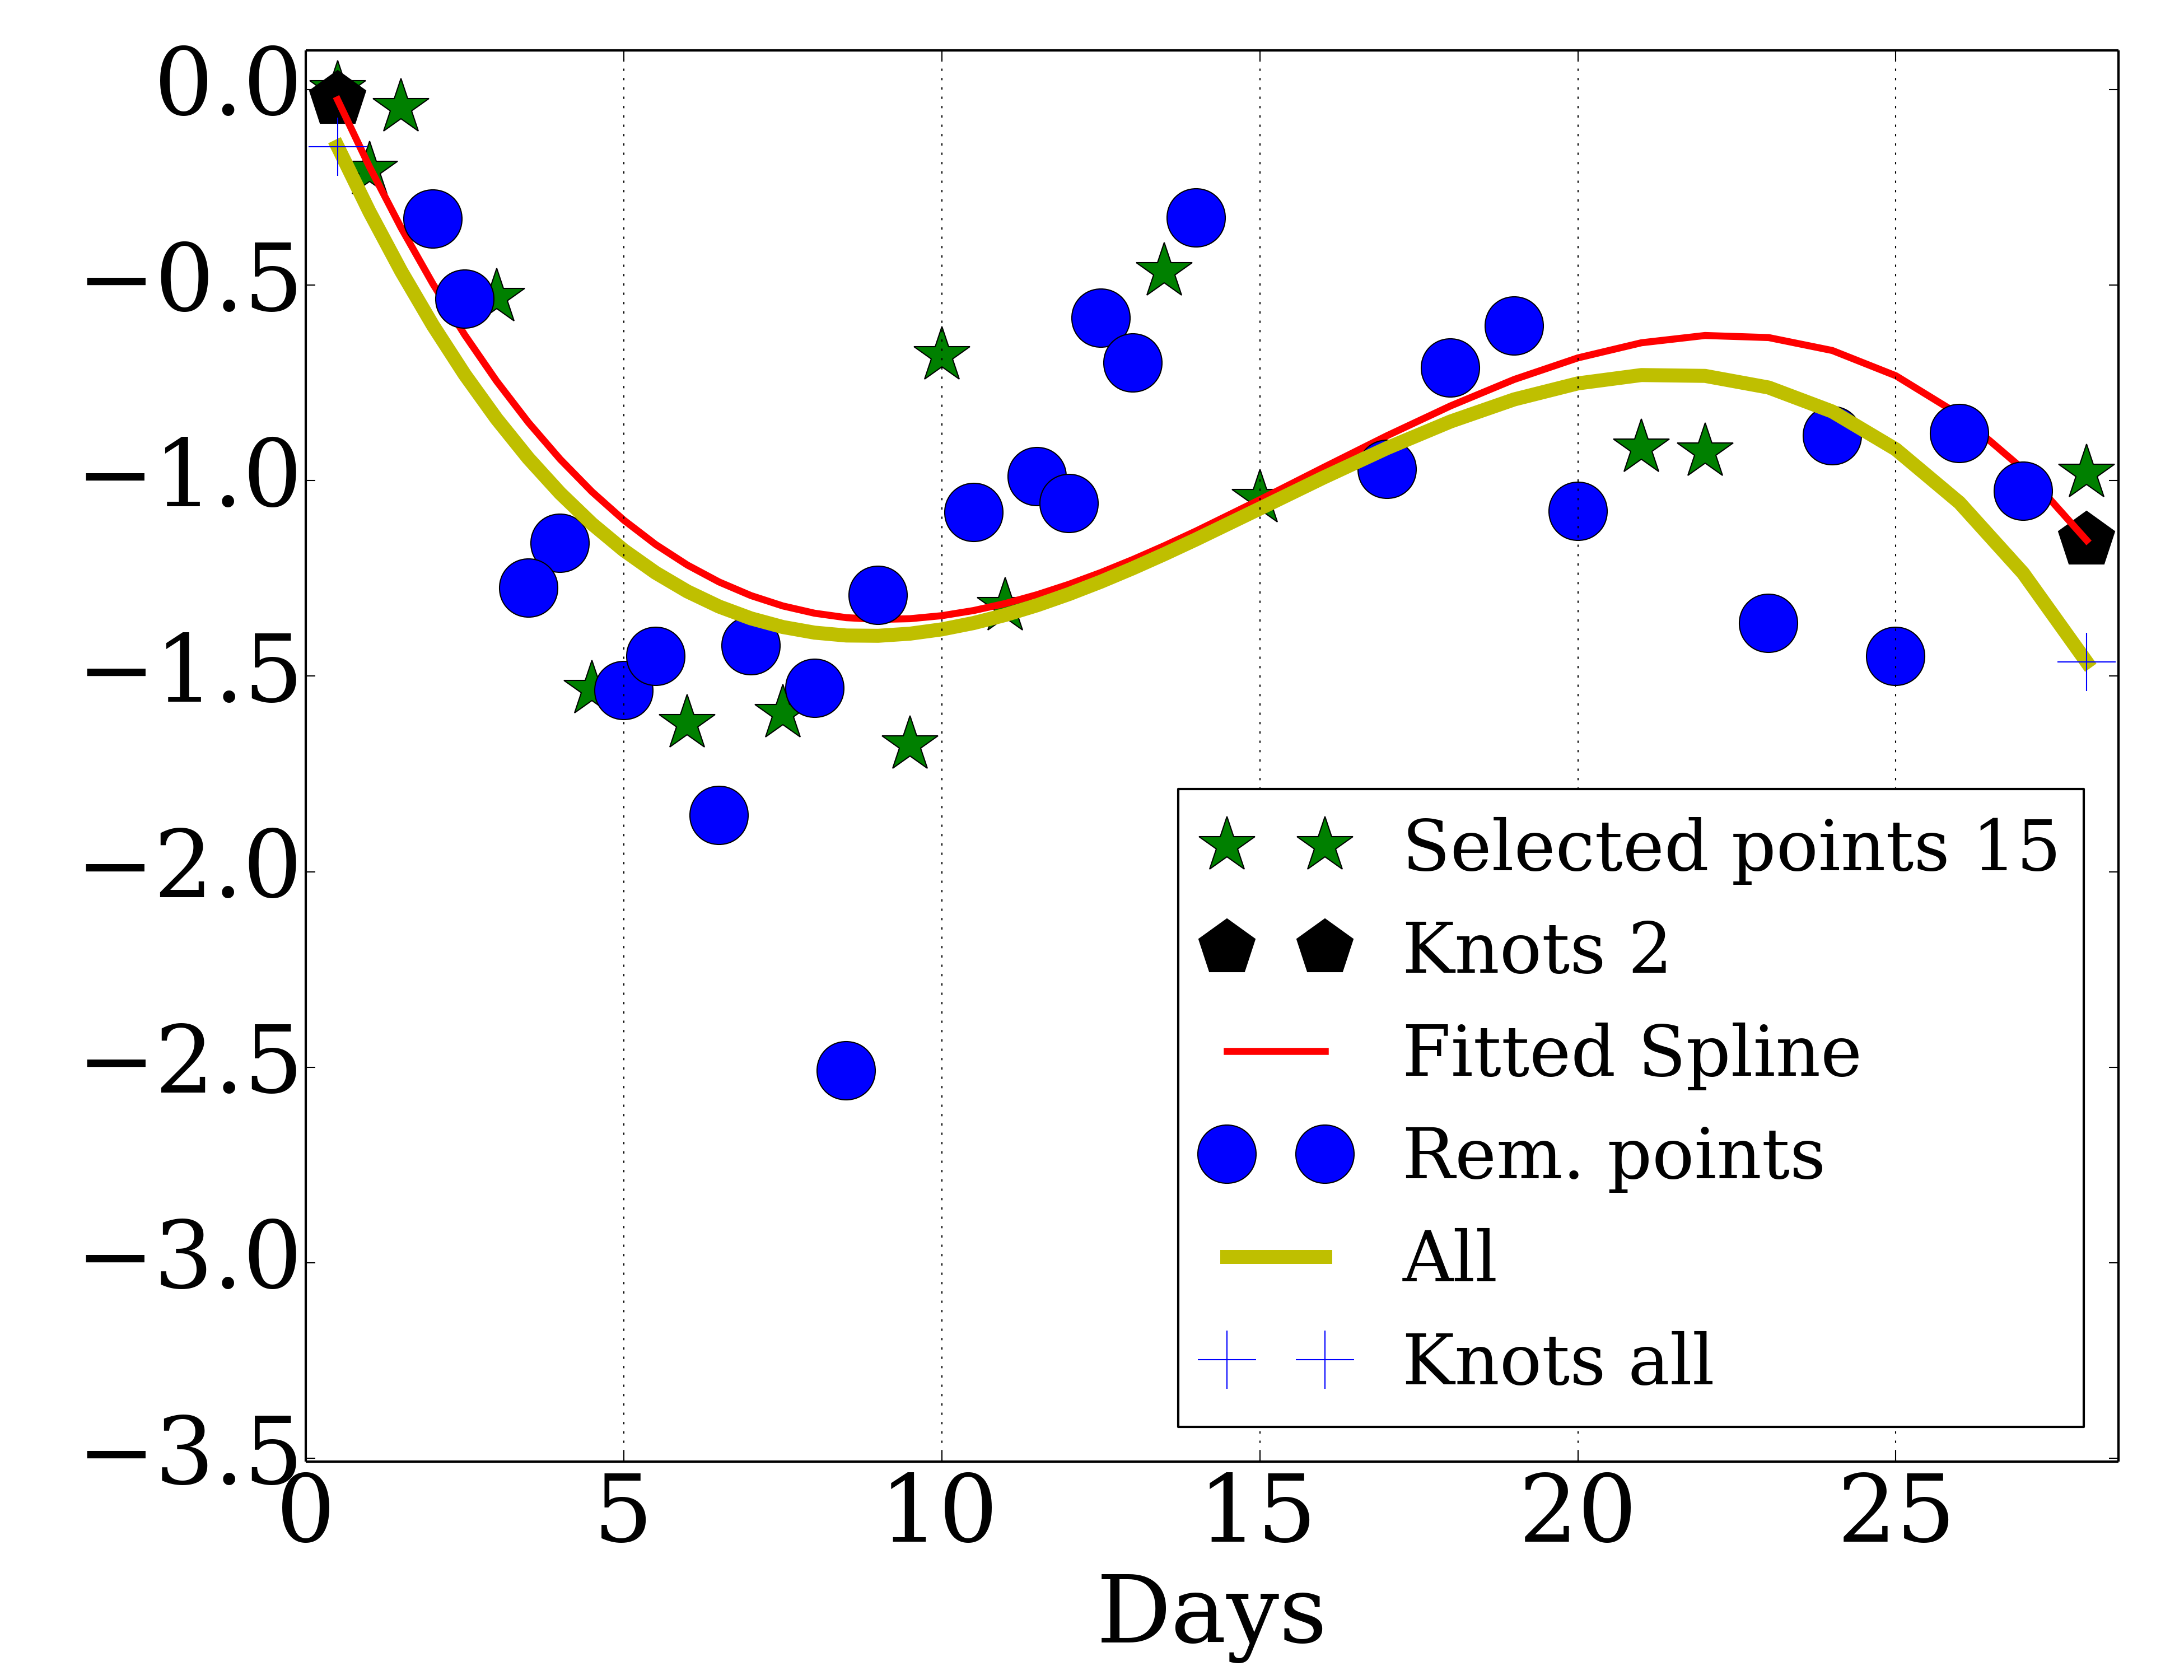 0.0
−0.5
−1.0
−1.5
−2.0
−2.5
−3.0
−3.5
0 5 10 15 20 25
Days
Selected points 15
Knots 2
Fitted Spline
Rem. points
All
Knots all